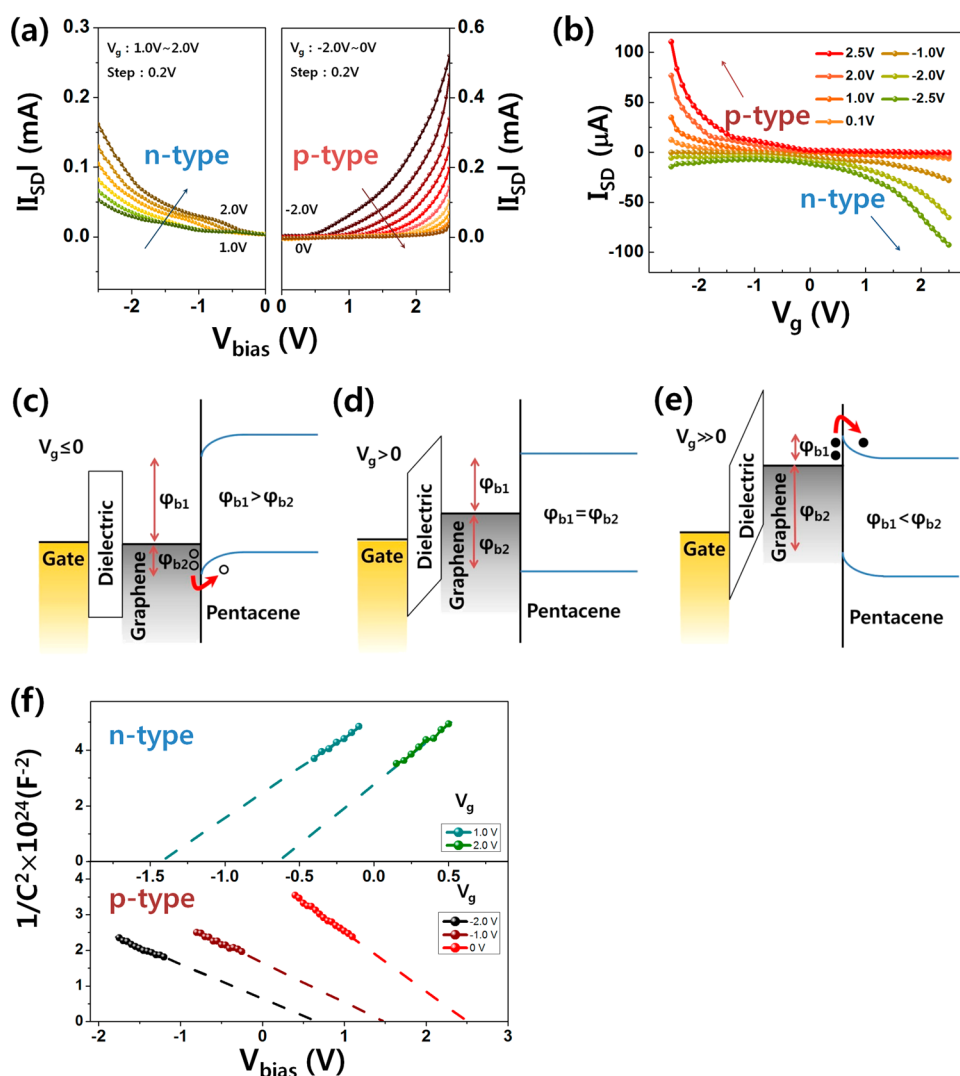 (a)
0.3
0.2
0.1
0.0
|I_SD| (mA)
V_g : 1.0V~2.0V
Step : 0.2V
n-type
2.0V
1.0V
-2
-1
0
V_g : -2.0V~0V
Step : 0.2V
p-type
-2.0V
0V
0
1
2
0.6
0.4
0.2
0.0
|I_SD| (mA)
V_bias (V)
(b)
100
50
0
-50
-100
I_SD (μA)
2.5V
2.0V
1.0V
0.1V
-1.0V
-2.0V
-2.5V
p-type
n-type
-2
-1
0
1
2
V_g (V)
(c)
V_g≤0
Gate
Dielectric
Graphene
φ_b1
φ_b2
φ_b1>φ_b2
Pentacene
(d)
V_g>0
Gate
Dielectric
Graphene
φ_b1
φ_b2
φ_b1=φ_b2
Pentacene
(e)
V_g≫0
Gate
Dielectric
Graphene
φ_b1
φ_b2
φ_b1<φ_b2
Pentacene
(f)
1/C²×10²⁴(F⁻²)
n-type
4
2
0
V_g
1.0 V
2.0 V
-1.5
-1.0
-0.5
0.0
0.5
p-type
4
3
2
1
0
V_g
-2.0 V
-1.0 V
0 V
-2
-1
0
1
2
3
V_bias (V)